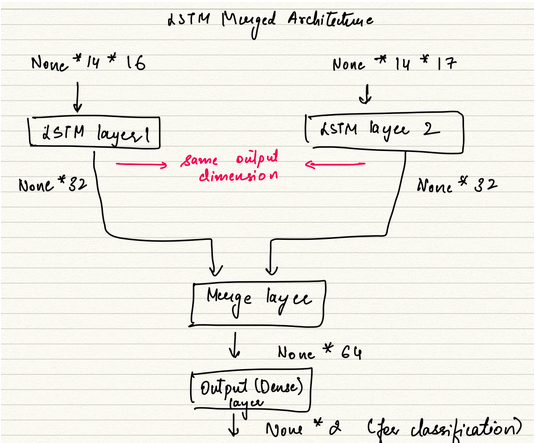 LSTM Merged Architecture
None * 14 * 16
None * 14 * 17
LSTM layer 1
LSTM layer 2
same output
dimension
None * 32
None * 32
Merge layer
None * 64
Output (Dense)
layer
None * 2 (for classification)